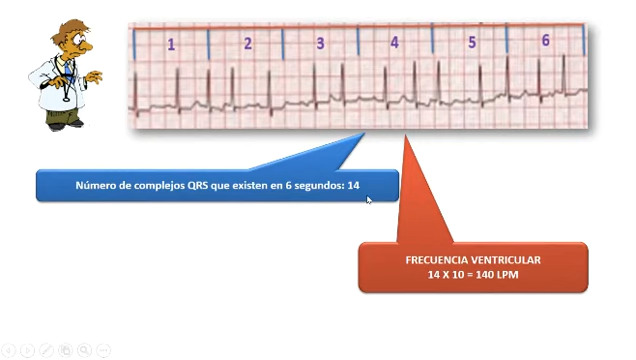 1 2 3 4 5 6
Número de complejos QRS que existen en 6 segundos: 14
FRECUENCIA VENTRICULAR
14 X 10 = 140 LPM